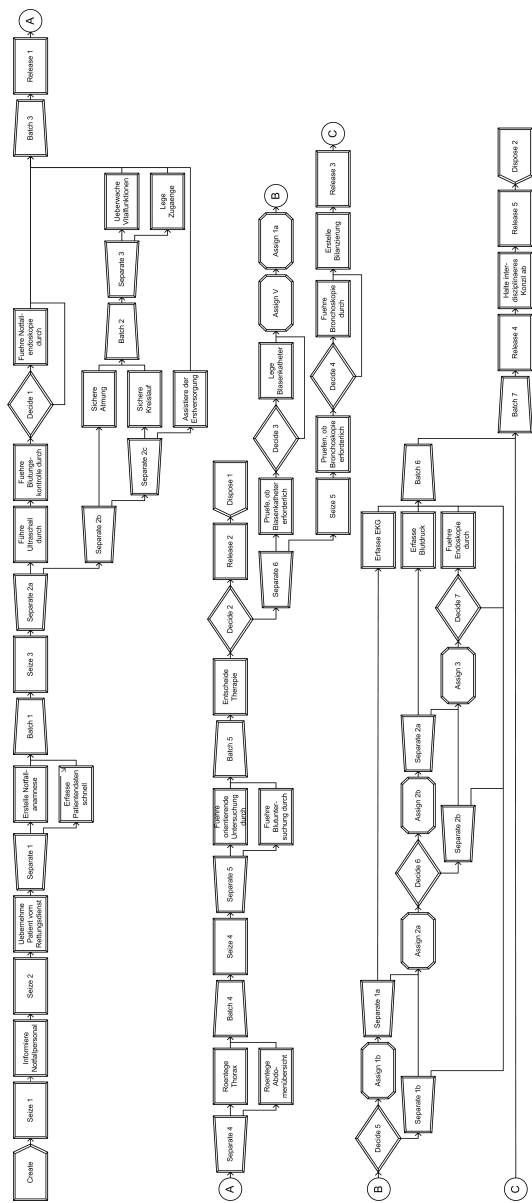 Create
Seize 1
Informiere
Notfallpersonal
Seize 2
Uebernehme
Patient vom
Rettungsdienst
Separate 1
Erstelle Notfall-
anamnese
Erfasse
Patientendaten
schnell
Batch 1
Seize 3
Separate 2a
Führe
Ultraschall
durch
Fuehre
Blutungs-
kontrolle durch
Decide 1
Fuehre Notfall-
endoskopie
durch
Separate 2b
Sichere
Atmung
Separate 2c
Sichere
Kreislauf
Assistiere der
Erstversorgung
Batch 2
Separate 3
Ueberwache
Vitalfunktionen
Lege
Zugaenge
Batch 3
Release 1
A
A
Separate 4
Roentege
Thorax
Roentege Abdo-
menübersicht
Batch 4
Seize 4
Separate 5
Fuehre
orientierende
Untersuchung
durch
Fuehre
Blutunter-
suchung durch
Batch 5
Entscheide
Therapie
Decide 2
Release 2
Dispose 1
Separate 6
Pruefe, ob
Blasenkatheter
erforderlich
Decide 3
Lege
Blasenkatheter
Assign V
Assign 1a
B
Seize 5
Pruefen, ob
Bronchoskopie
erforderlich
Decide 4
Fuehre
Bronchoskopie
durch
Erstelle
Bilanzierung
Release 3
C
B
Decide 5
Assign 1b
Separate 1a
Separate 1b
Assign 2a
Decide 6
Assign 2b
Separate 2a
Separate 2b
Assign 3
Decide 7
Erfasse EKG
Erfasse
Blutdruck
Fuehre
Endoskopie
durch
Batch 6
C
Batch 7
Release 4
Halte inter-
disziplinaeres
Konzil ab
Release 5
Dispose 2